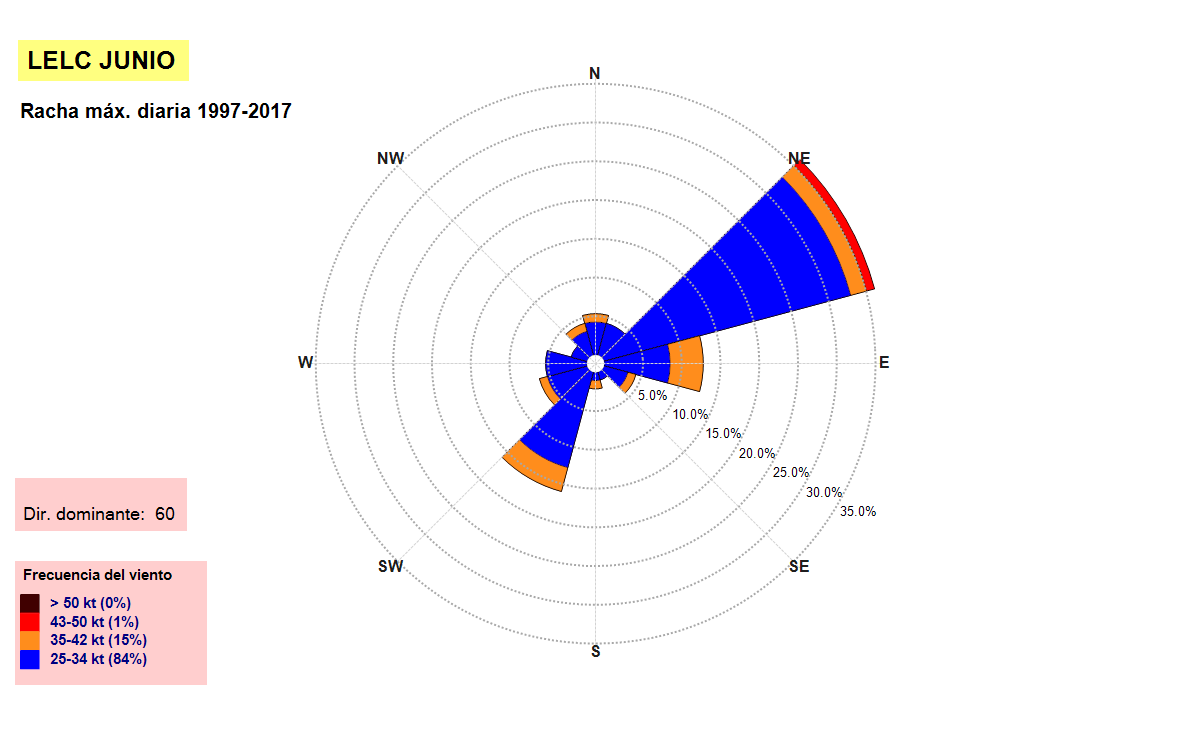 LELC JUNIO
Racha máx. diaria 1997-2017
N
NW
NE
W
E
5.0%
10.0%
15.0%
20.0%
25.0%
30.0%
35.0%
SW
SE
S
Dir. dominante: 60
Frecuencia del viento
> 50 kt (0%)
43-50 kt (1%)
35-42 kt (15%)
25-34 kt (84%)